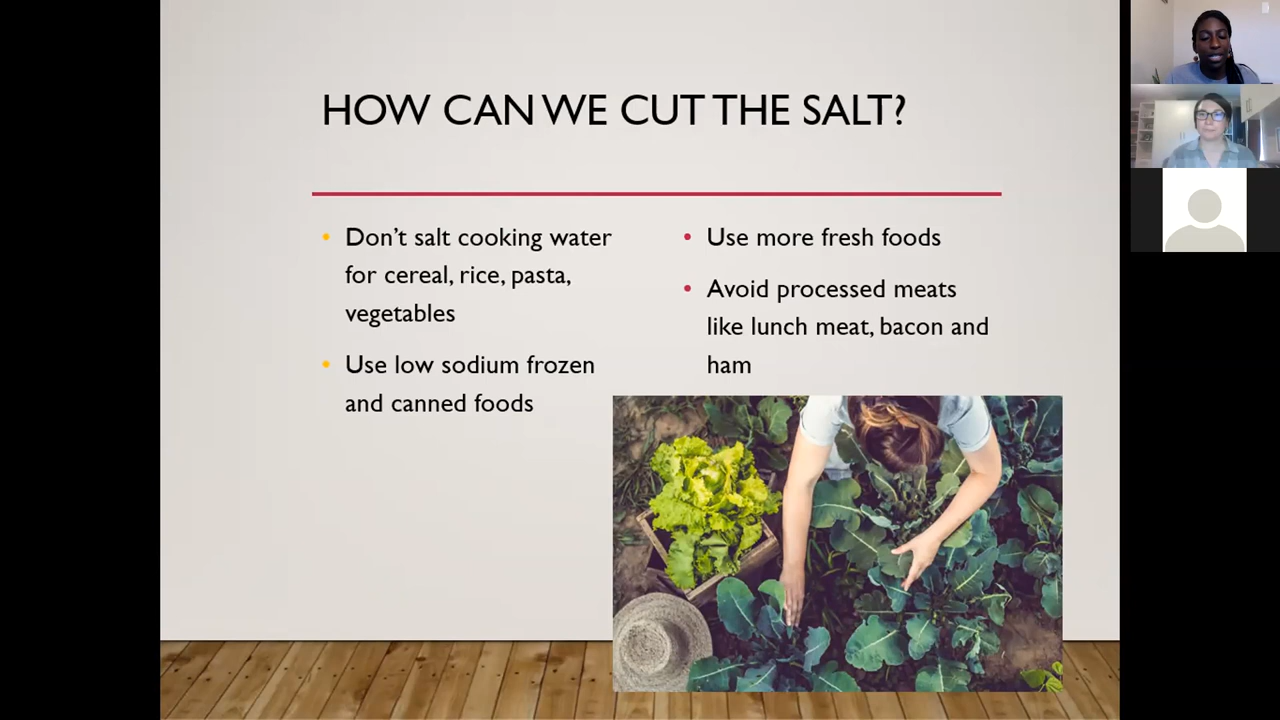 HOW CAN WE CUT THE SALT?
• Don’t salt cooking water
for cereal, rice, pasta,
vegetables
• Use low sodium frozen
and canned foods
• Use more fresh foods
• Avoid processed meats
like lunch meat, bacon and
ham